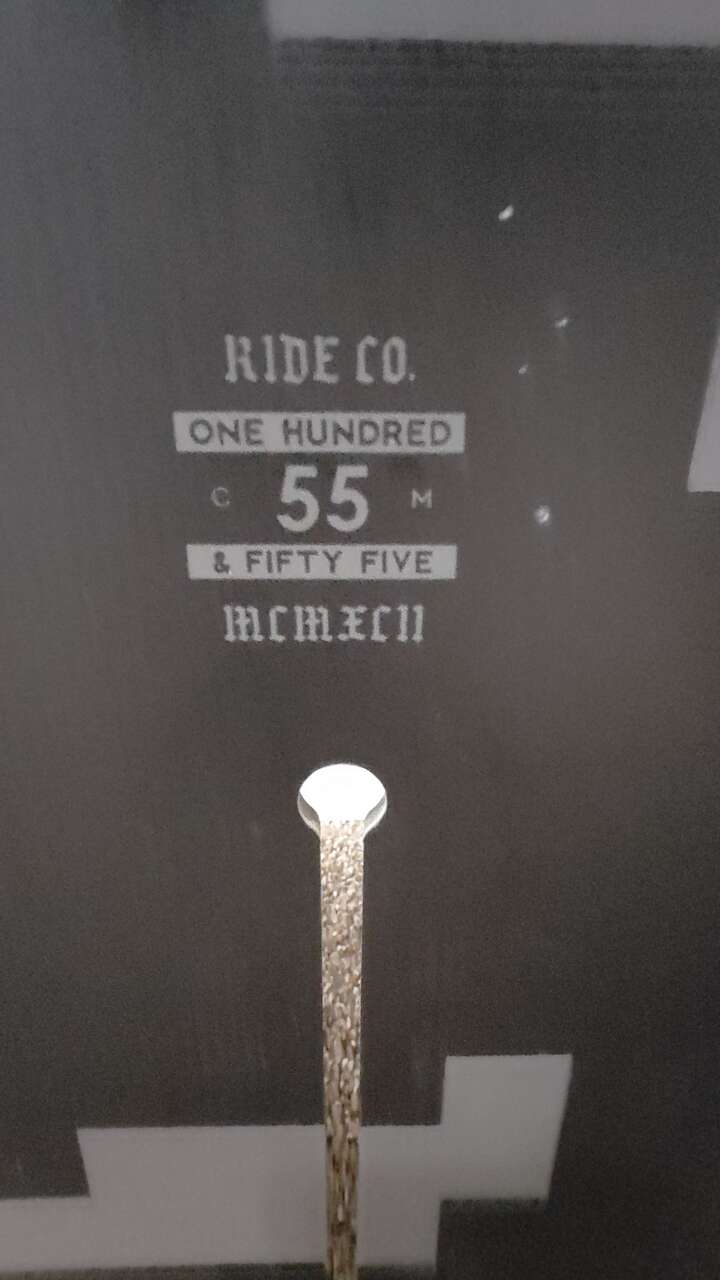 RIDE CO.
ONE HUNDRED
C 55 M
& FIFTY FIVE
MCMXCII